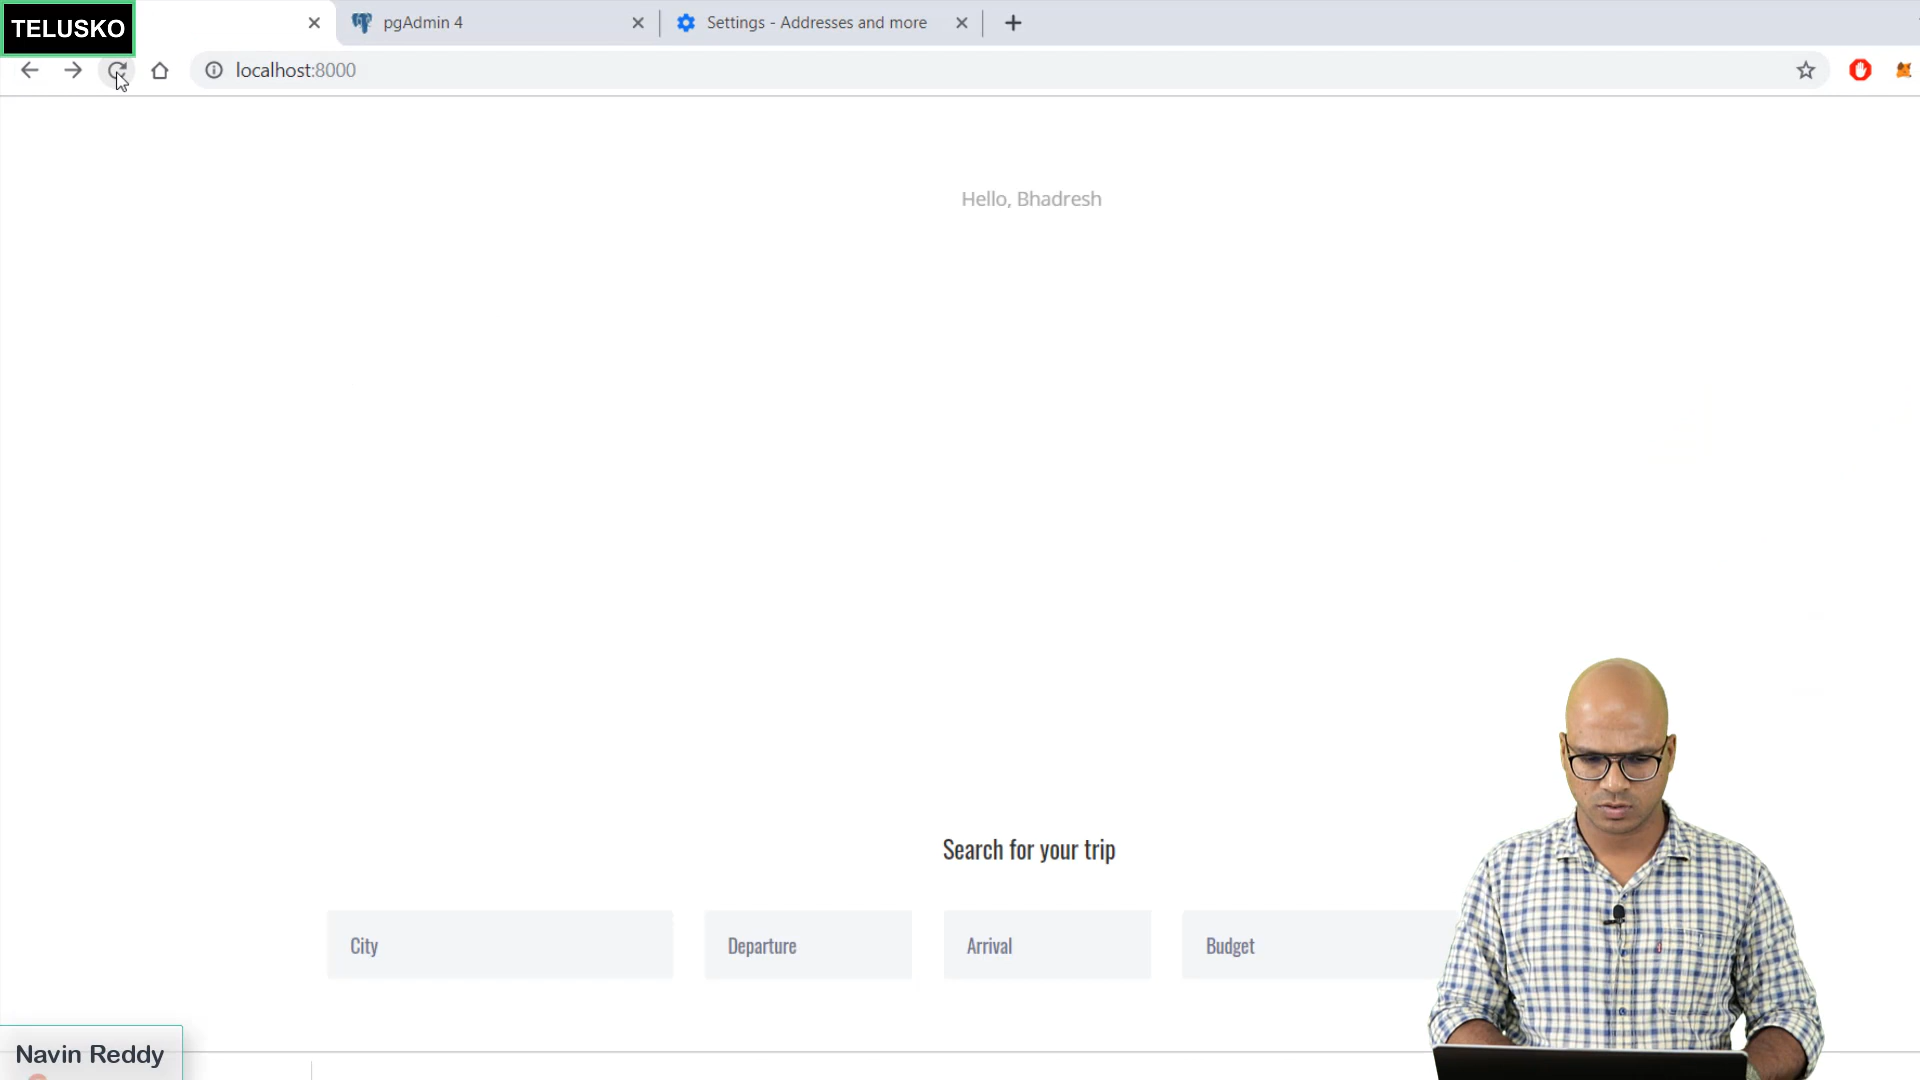 TELUSKO
pgAdmin 4
Settings - Addresses and more
localhost:8000
Hello, Bhadresh
Search for your trip
City
Departure
Arrival
Budget
Navin Reddy